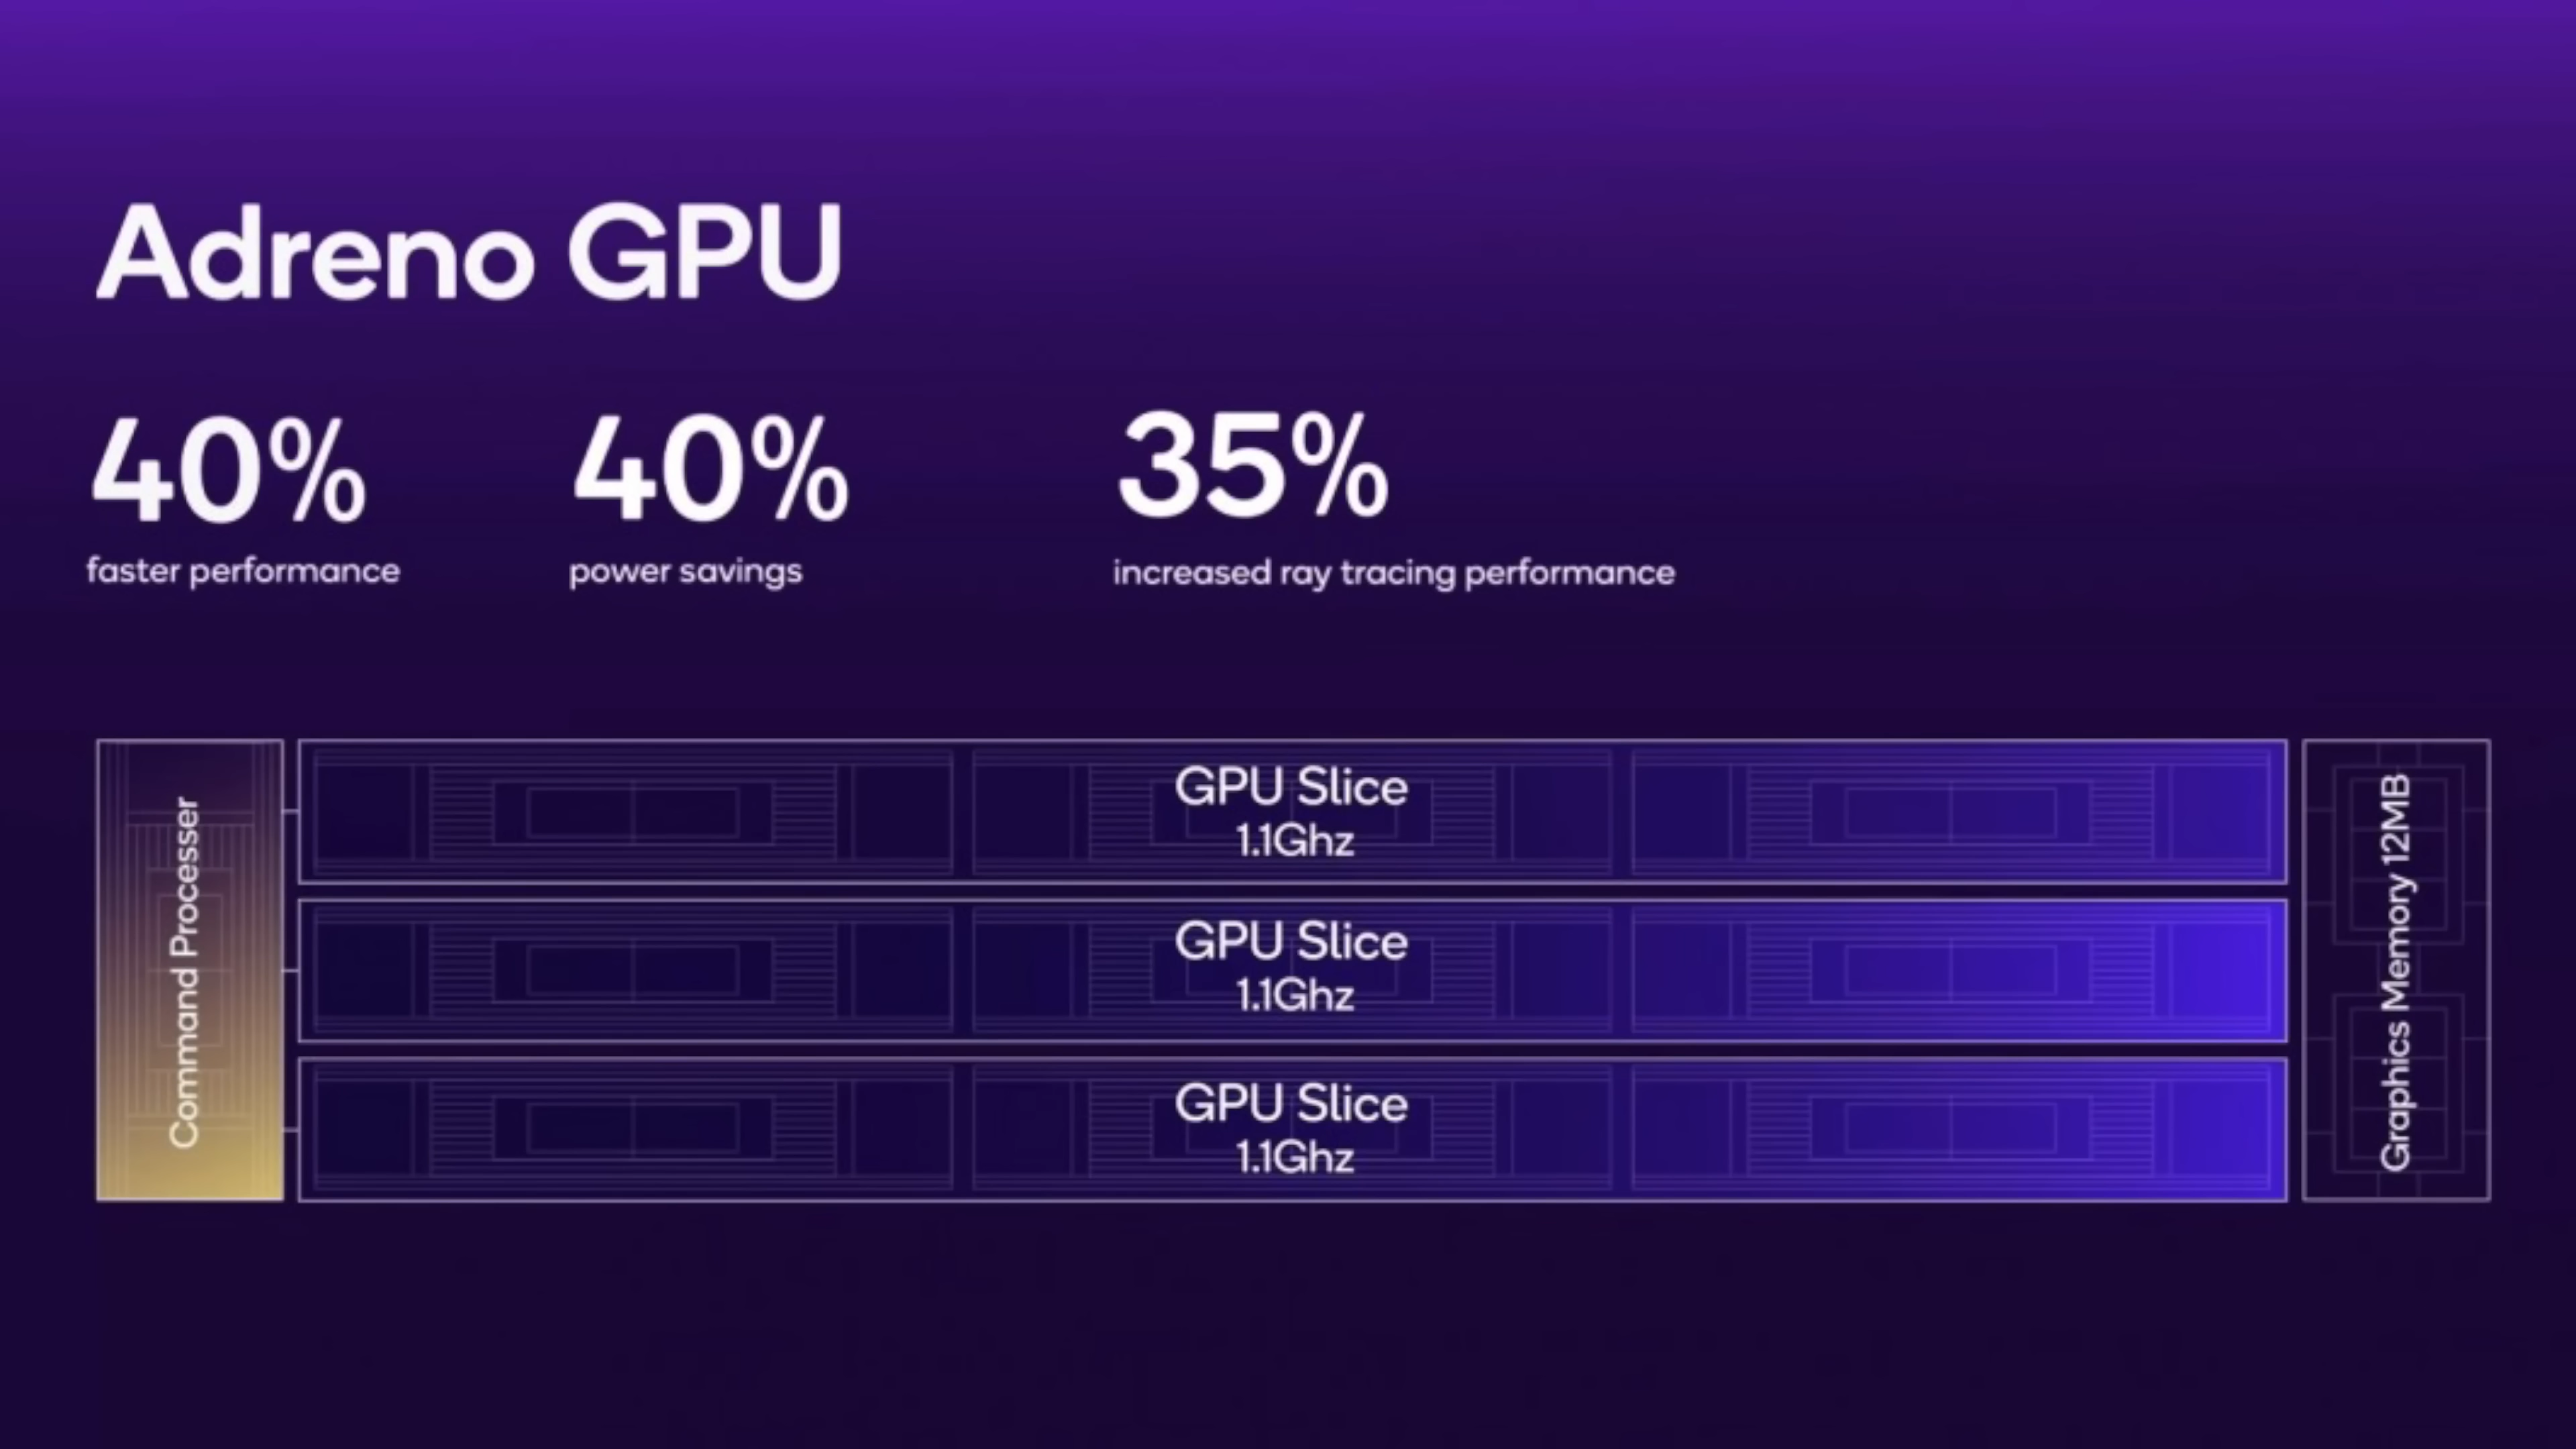 Adreno GPU
40%
faster performance
40%
power savings
35%
increased ray tracing performance
Command Processer
GPU Slice
1.1Ghz
GPU Slice
1.1Ghz
GPU Slice
1.1Ghz
Graphics Memory 12MB